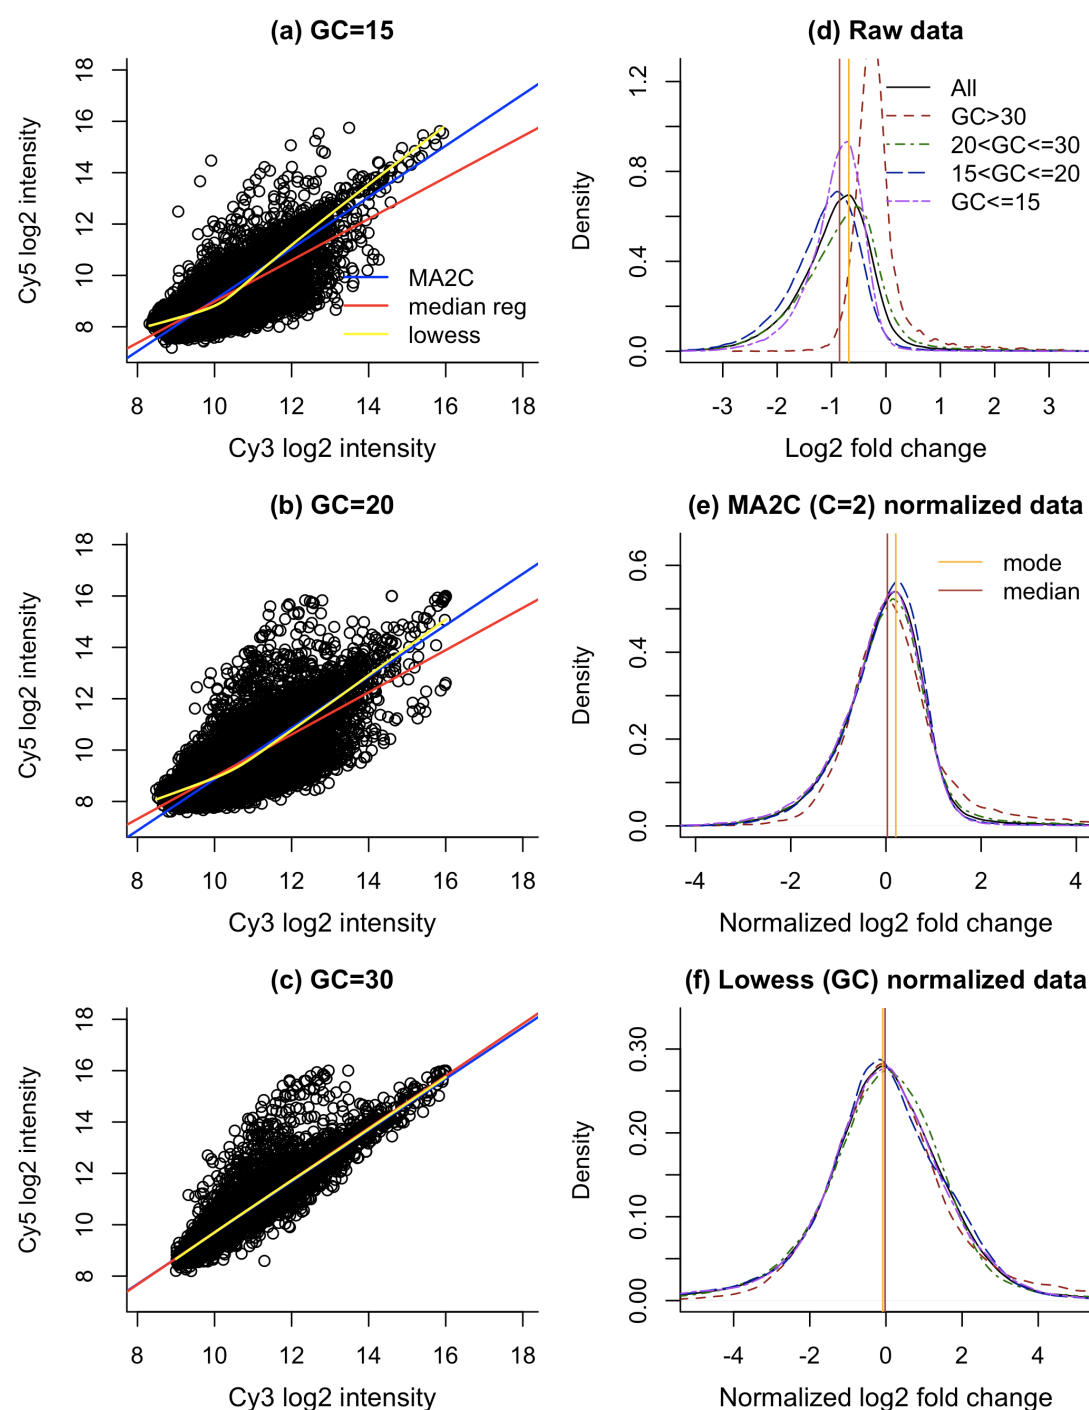 (a) GC=15
Cy5 log2 intensity
18
16
14
12
10
8
MA2C
median reg
lowess
8 10 12 14 16 18
Cy3 log2 intensity
(d) Raw data
Density
1.2
0.8
0.4
0.0
All
GC>30
20<GC<=30
15<GC<=20
GC<=15
-3 -2 -1 0 1 2 3
Log2 fold change
(b) GC=20
Cy5 log2 intensity
18
16
14
12
10
8
8 10 12 14 16 18
Cy3 log2 intensity
(e) MA2C (C=2) normalized data
Density
0.6
0.4
0.2
0.0
mode
median
-4 -2 0 2 4
Normalized log2 fold change
(c) GC=30
Cy5 log2 intensity
18
16
14
12
10
8
8 10 12 14 16 18
Cy3 log2 intensity
(f) Lowess (GC) normalized data
Density
0.30
0.20
0.10
0.00
-4 -2 0 2 4
Normalized log2 fold change